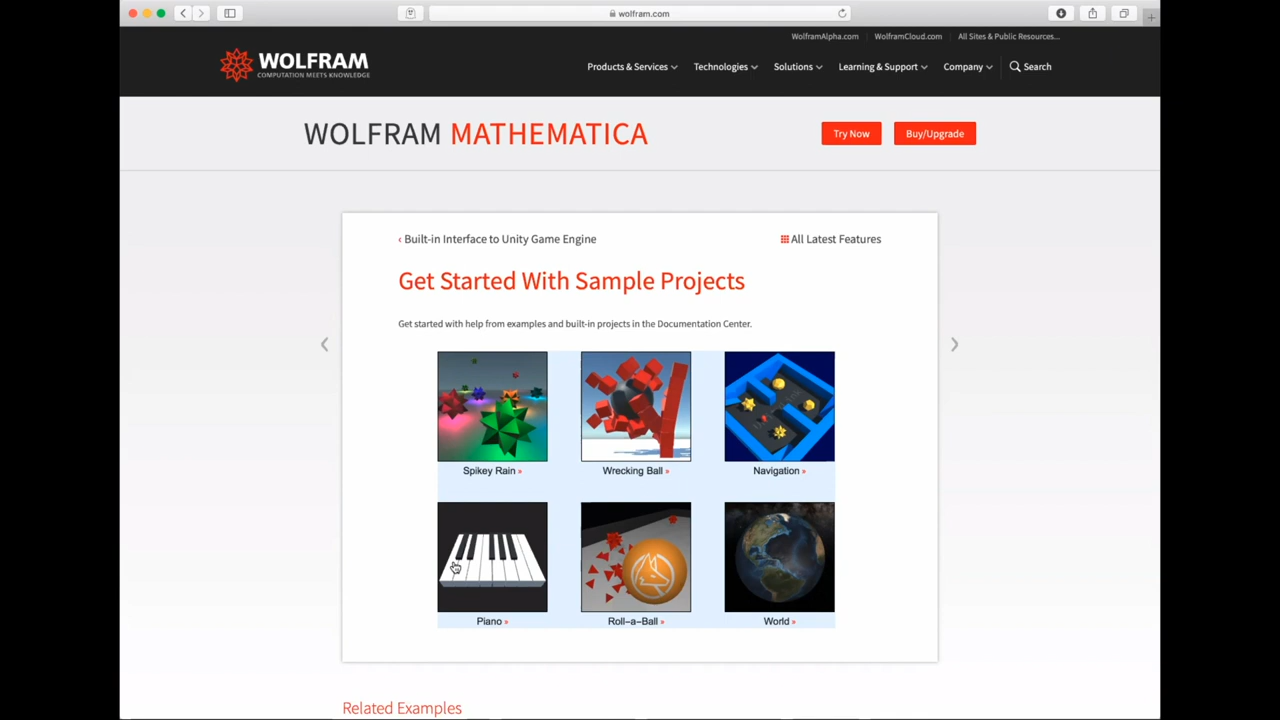 wolfram.com
WolframAlpha.com
WolframCloud.com
All Sites & Public Resources...
WOLFRAM
COMPUTATION MEETS KNOWLEDGE
Products & Services
Technologies
Solutions
Learning & Support
Company
Search
WOLFRAM MATHEMATICA
Try Now
Buy/Upgrade
‹ Built-in Interface to Unity Game Engine
All Latest Features
Get Started With Sample Projects
Get started with help from examples and built-in projects in the Documentation Center.
Spikey Rain »
Wrecking Ball »
Navigation »
Piano »
Roll-a-Ball »
World »
Related Examples